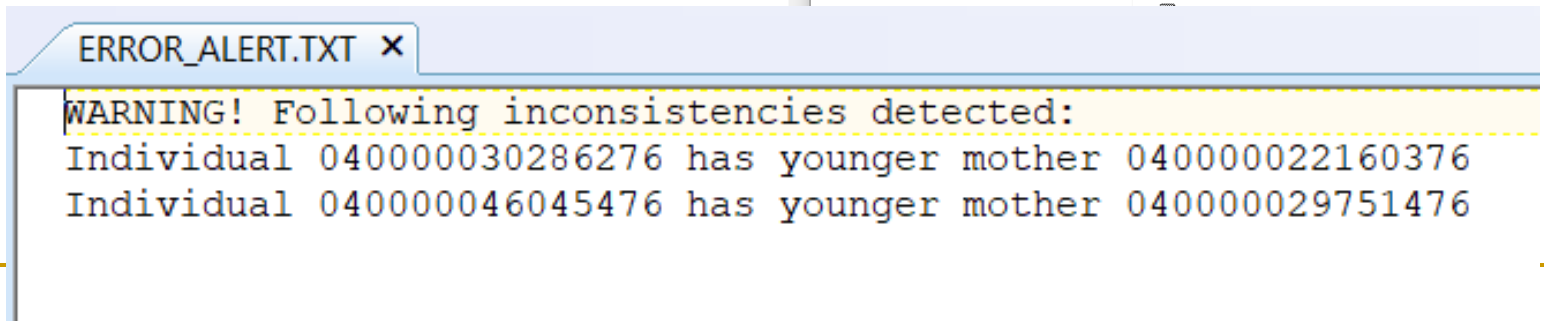 ERROR_ALERT.TXT ×
WARNING! Following inconsistencies detected:
Individual 040000030286276 has younger mother 040000022160376
Individual 040000046045476 has younger mother 040000029751476